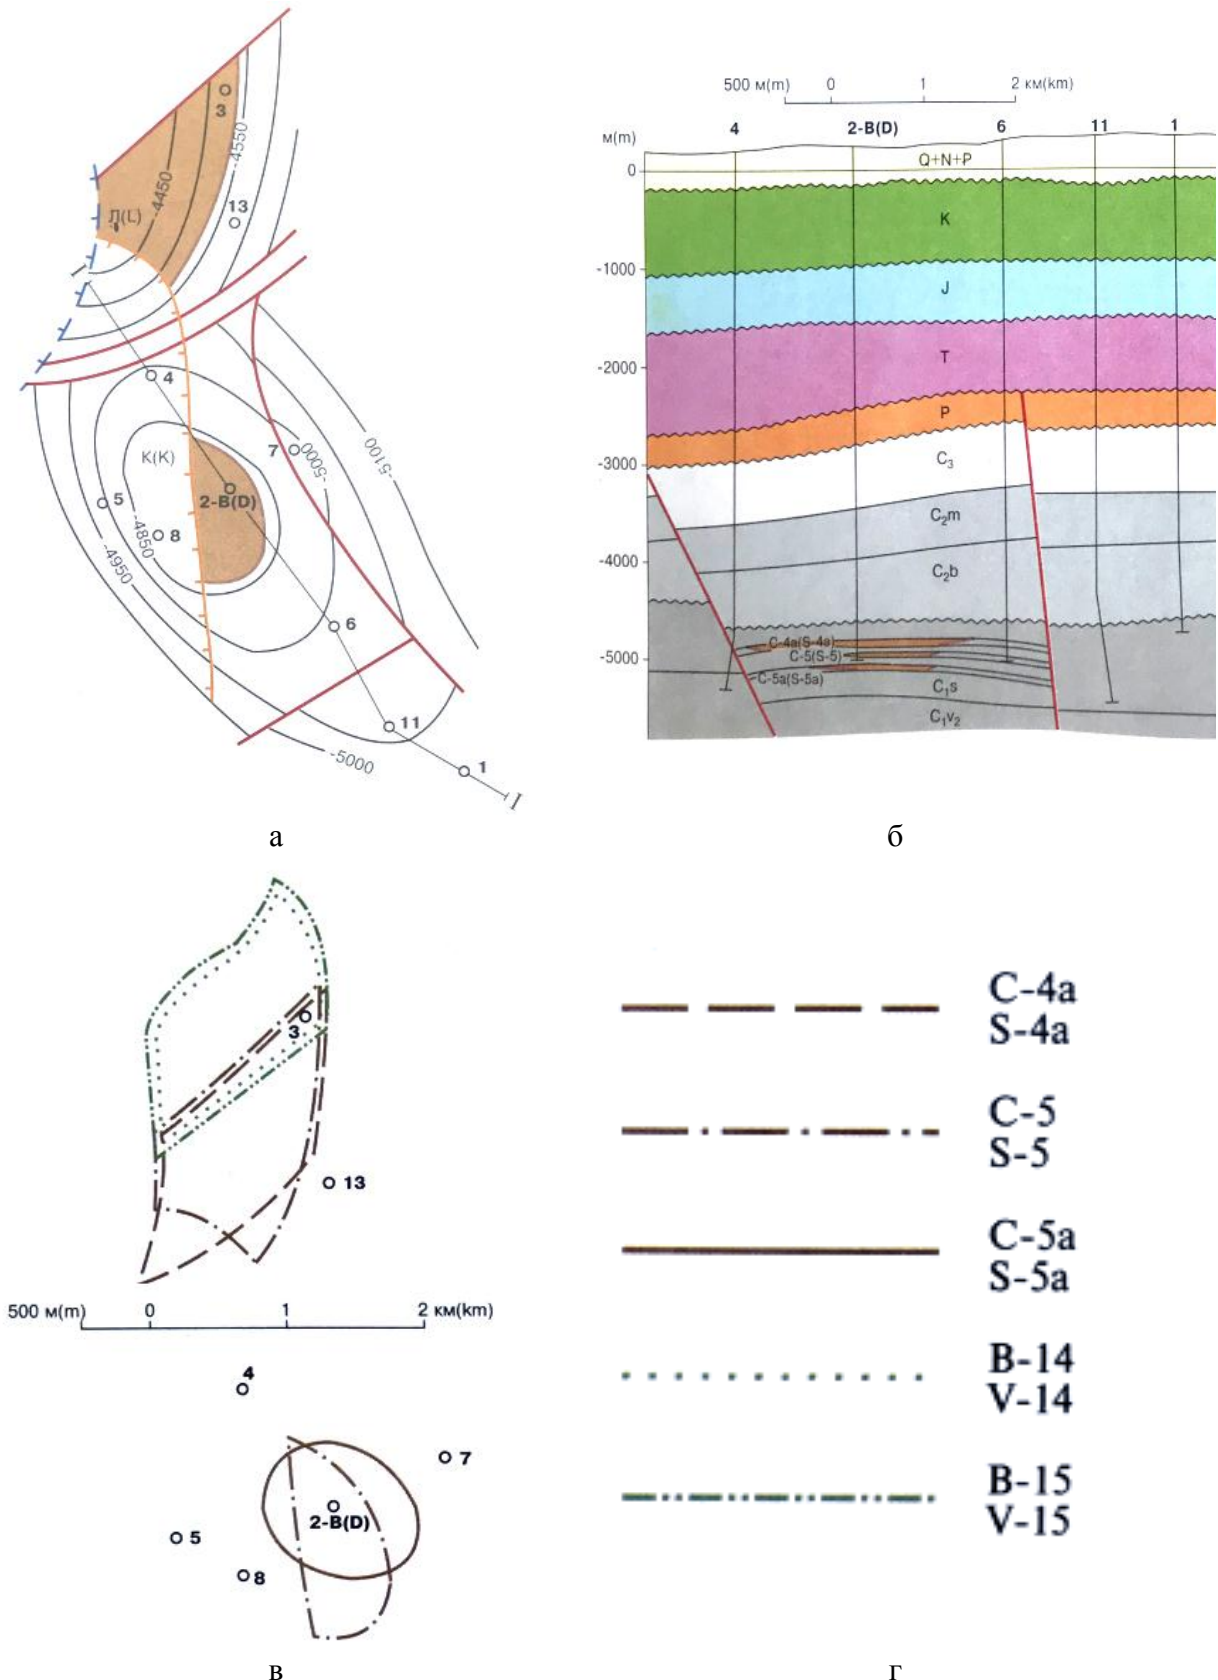 3
-4550
-4450
Л(L)
13
I
4
7
-5000
-5100
К(K)
2-В(D)
5
8
-4850
-4950
6
11
-5000
1
I
а
500 м(m) 0 1 2 км(km)
м(m) 4 2-В(D) 6 11 1
0
Q+N+P
K
-1000
J
T
-2000
P
-3000
C₃
C₂m
-4000
C₂b
С-4а(S-4a)
С-5(S-5)
-5000
С-5а(S-5a)
C₁s
C₁v₂
б
3
13
500 м(m) 0 1 2 км(km)
4
7
2-В(D)
5
8
в
С-4а
S-4a
С-5
S-5
С-5а
S-5a
В-14
V-14
В-15
V-15
г